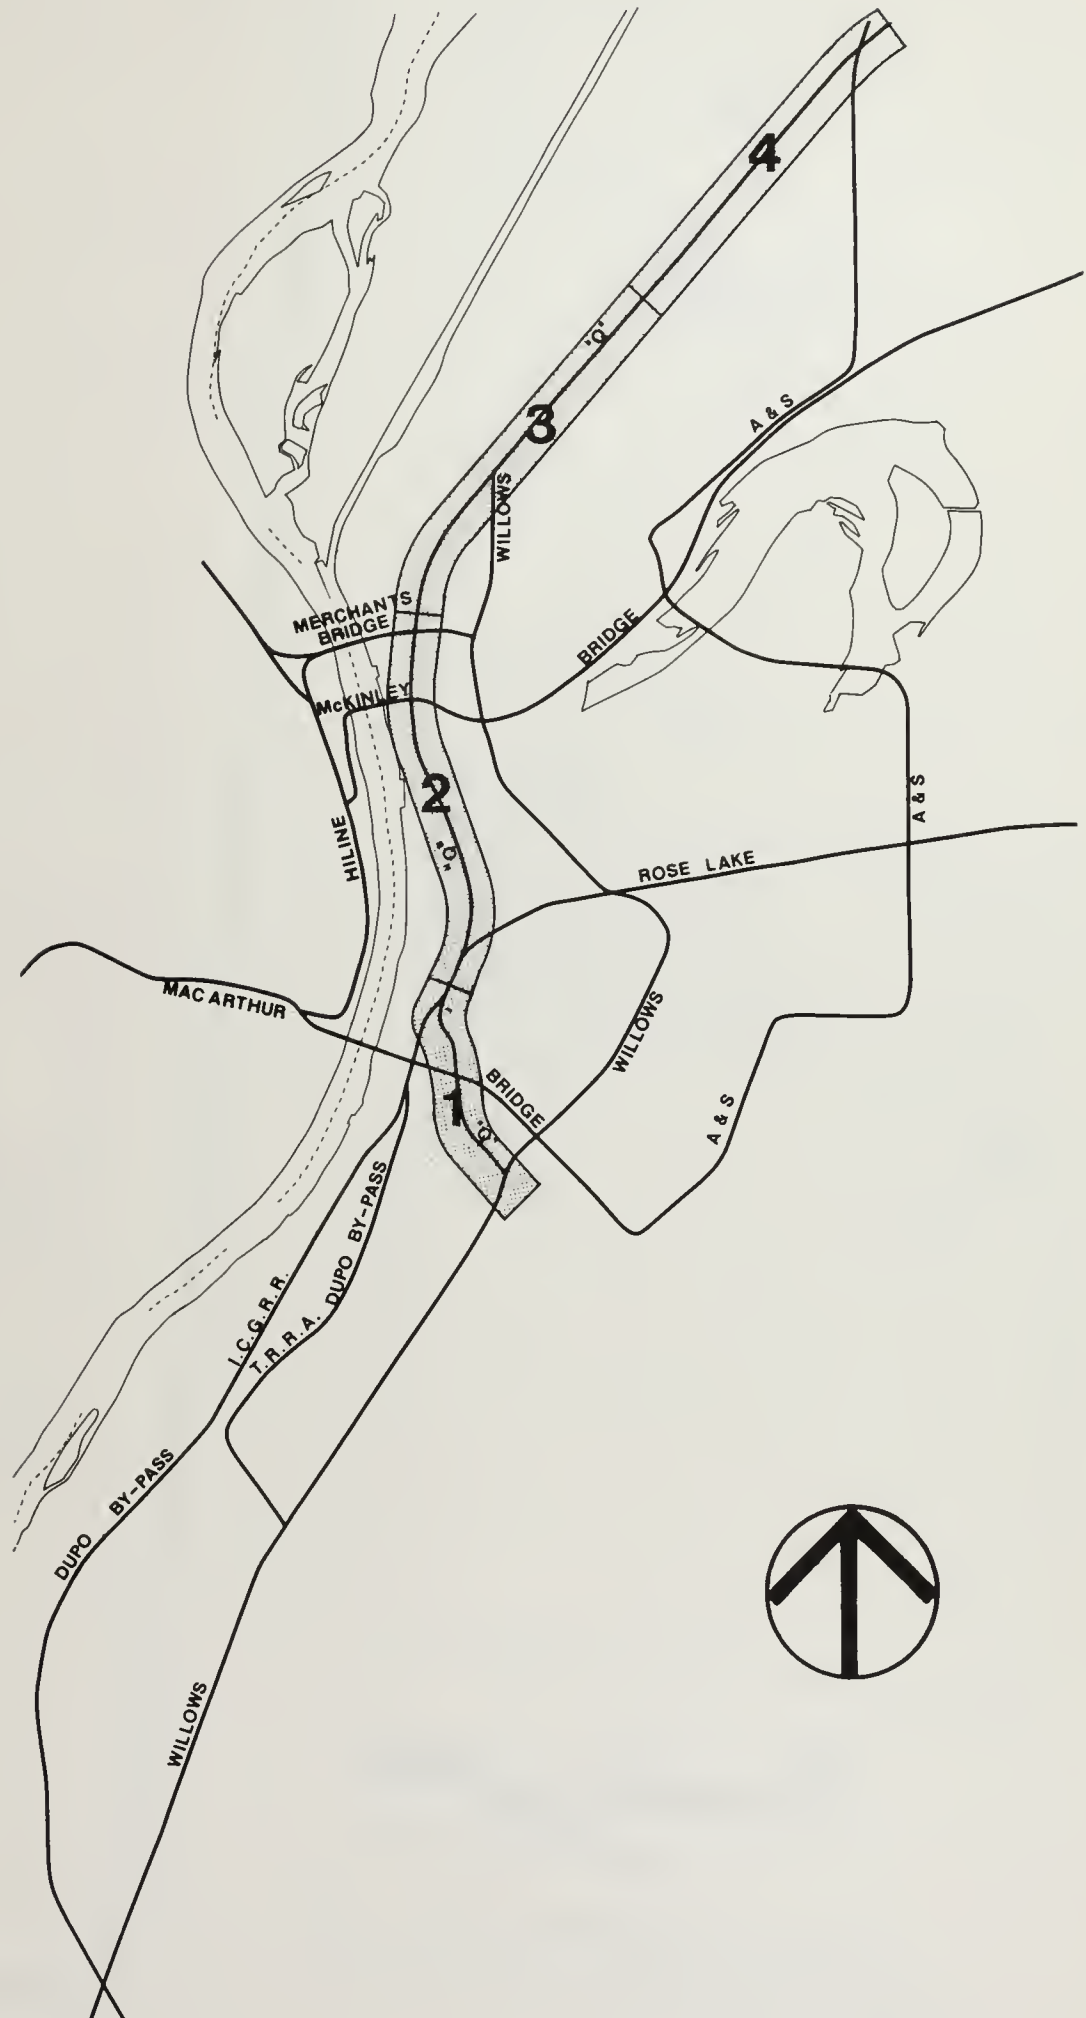 4
"Q"
3
A & S
WILLOWS
MERCHANTS
BRIDGE
McKINLEY
BRIDGE
2
A & S
"Q"
HILINE
ROSE LAKE
MAC ARTHUR
WILLOWS
BRIDGE
1
"Q"
A & S
DUPO BY-PASS
I.C.G.R.R.
T.R.R.A.
DUPO BY-PASS
WILLOWS